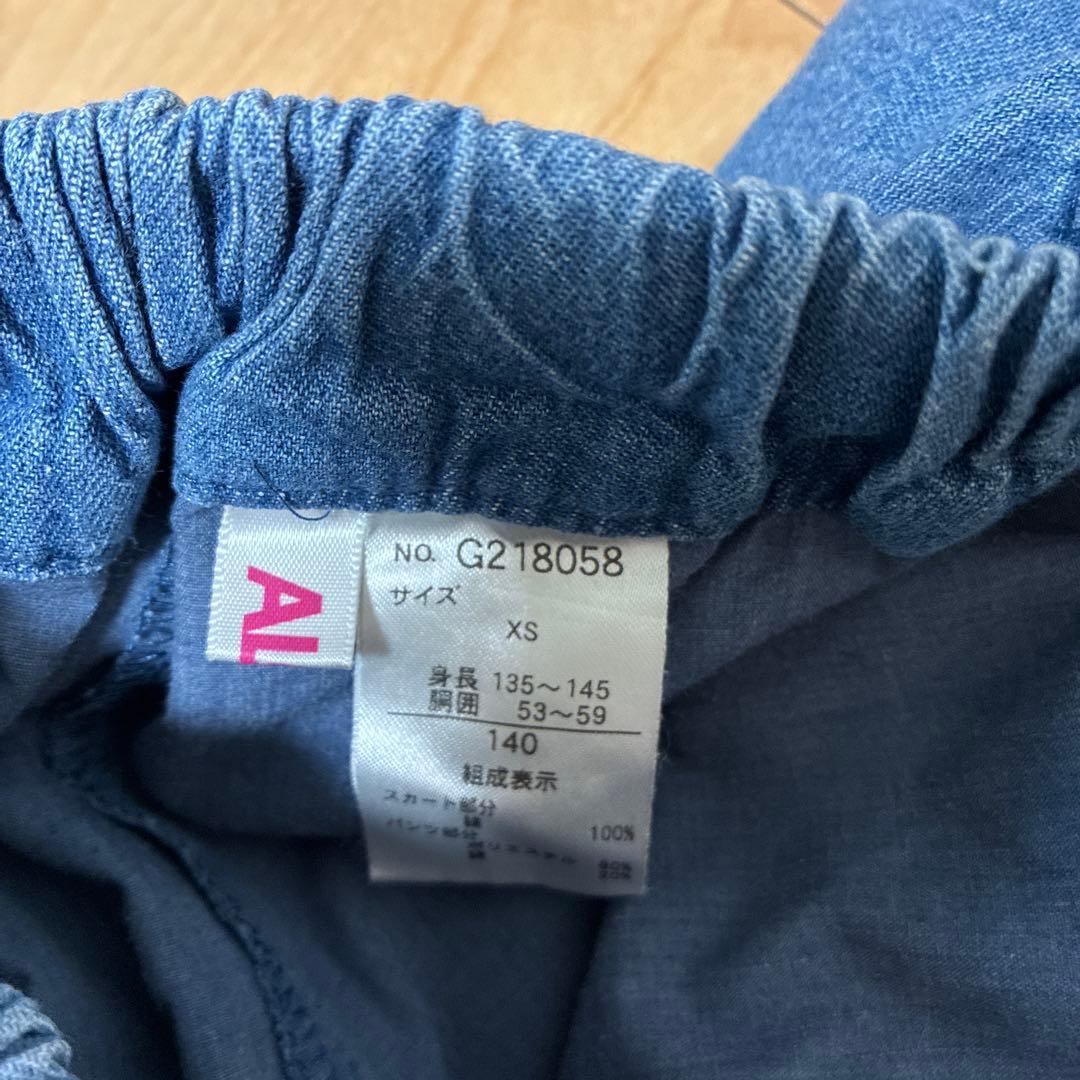 AL
NO. G218058
サイズ
XS
身長 135～145
胴囲 53～59
140
組成表示
スカート部分
綿 100%
パンツ部分